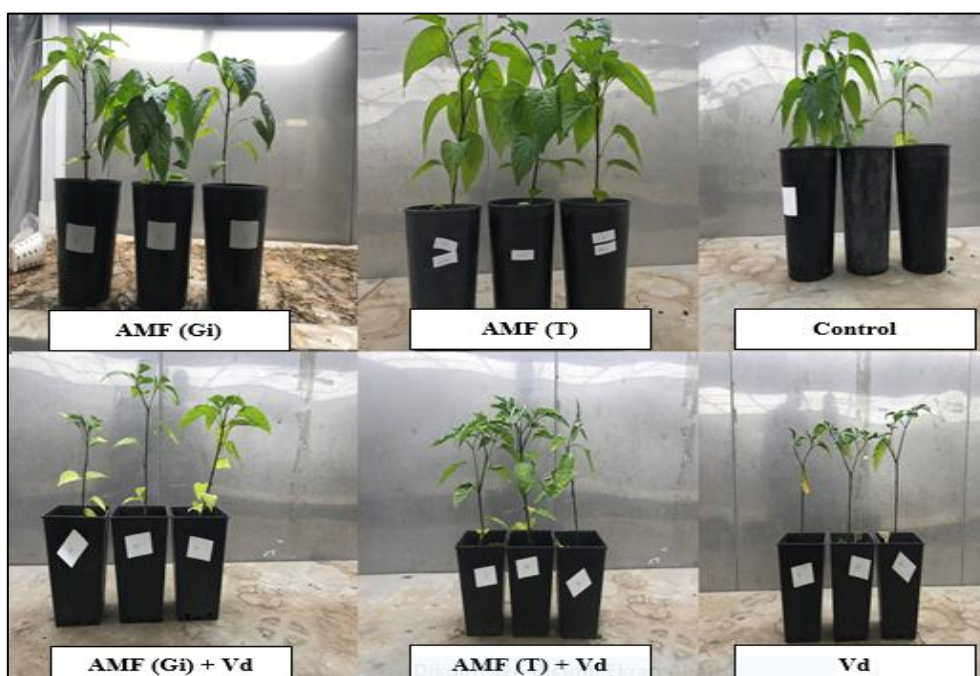 AMF (Gi)
AMF (T)
Control
AMF (Gi) + Vd
AMF (T) + Vd
Vd